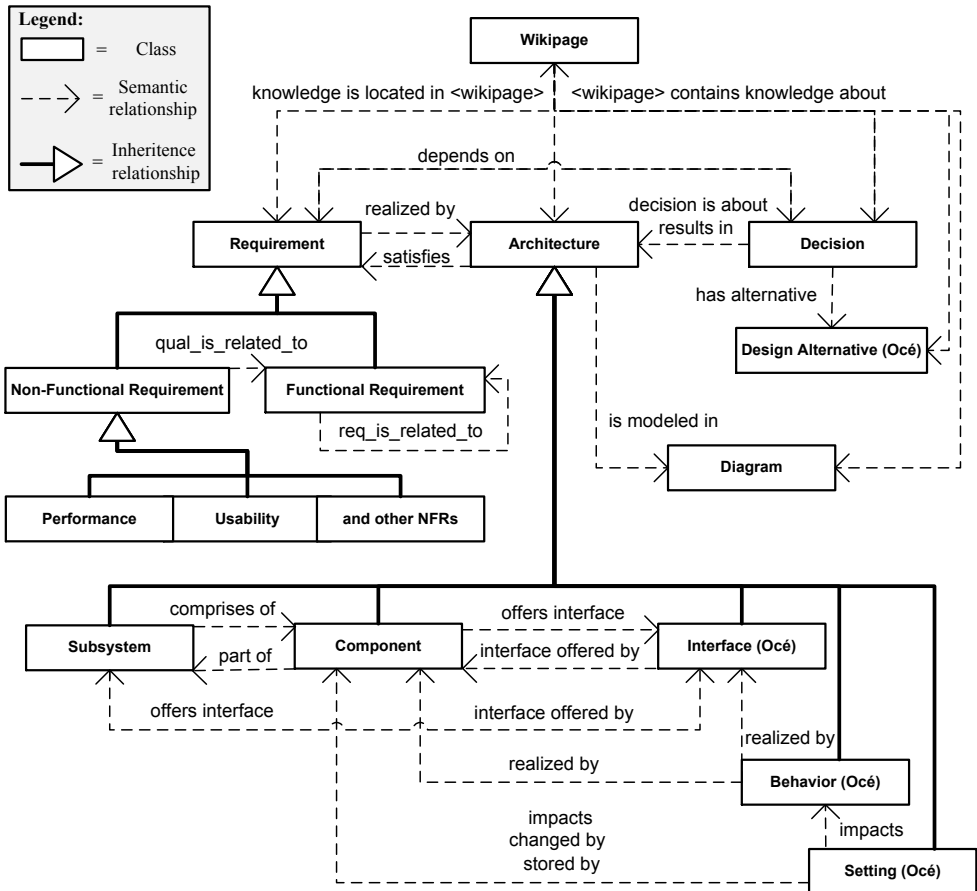 Legend:
= Class
= Semantic
relationship
= Inheritence
relationship
Wikipage
knowledge is located in <wikipage>
<wikipage> contains knowledge about
depends on
realized by
decision is about
results in
Requirement
Architecture
Decision
satisfies
has alternative
qual_is_related_to
Design Alternative (Océ)
Non-Functional Requirement
Functional Requirement
req_is_related_to
is modeled in
Diagram
Performance
Usability
and other NFRs
comprises of
offers interface
Subsystem
Component
Interface (Océ)
part of
interface offered by
offers interface
interface offered by
realized by
realized by
Behavior (Océ)
impacts
changed by
stored by
impacts
Setting (Océ)